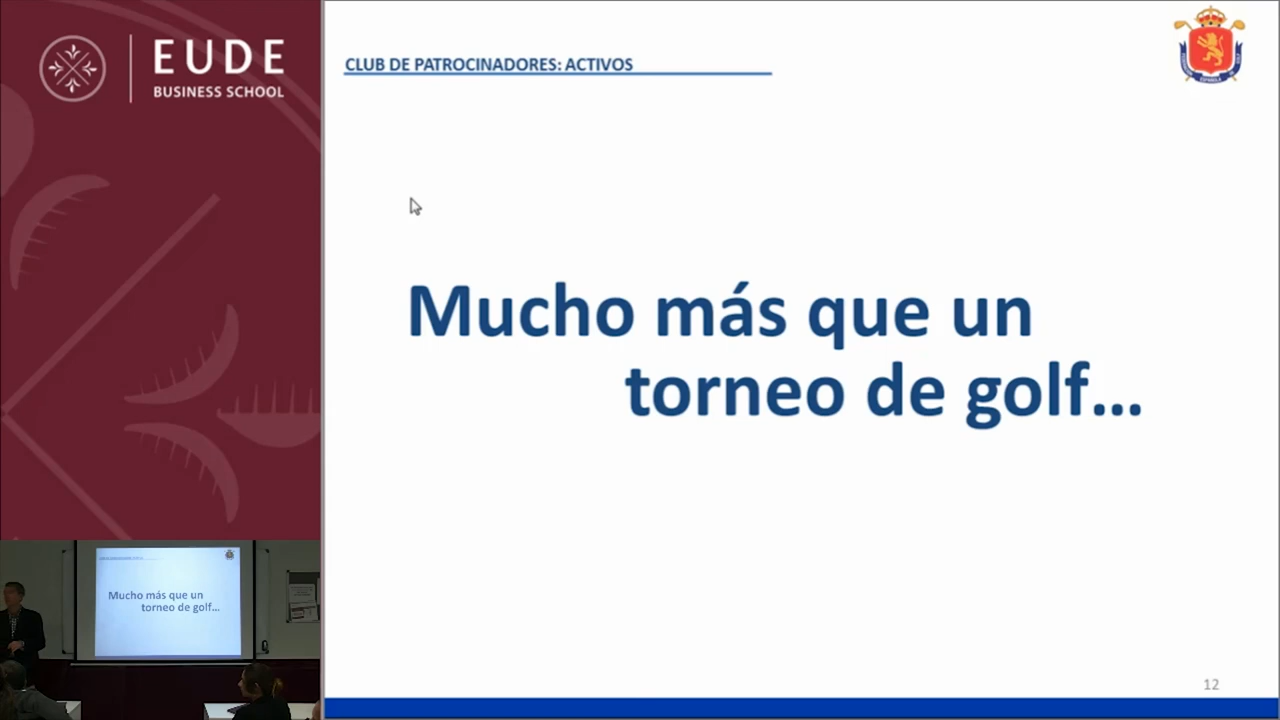 EUDE
BUSINESS SCHOOL
CLUB DE PATROCINADORES: ACTIVOS
Mucho más que un
torneo de golf...
12
Mucho más que un
torneo de golf...